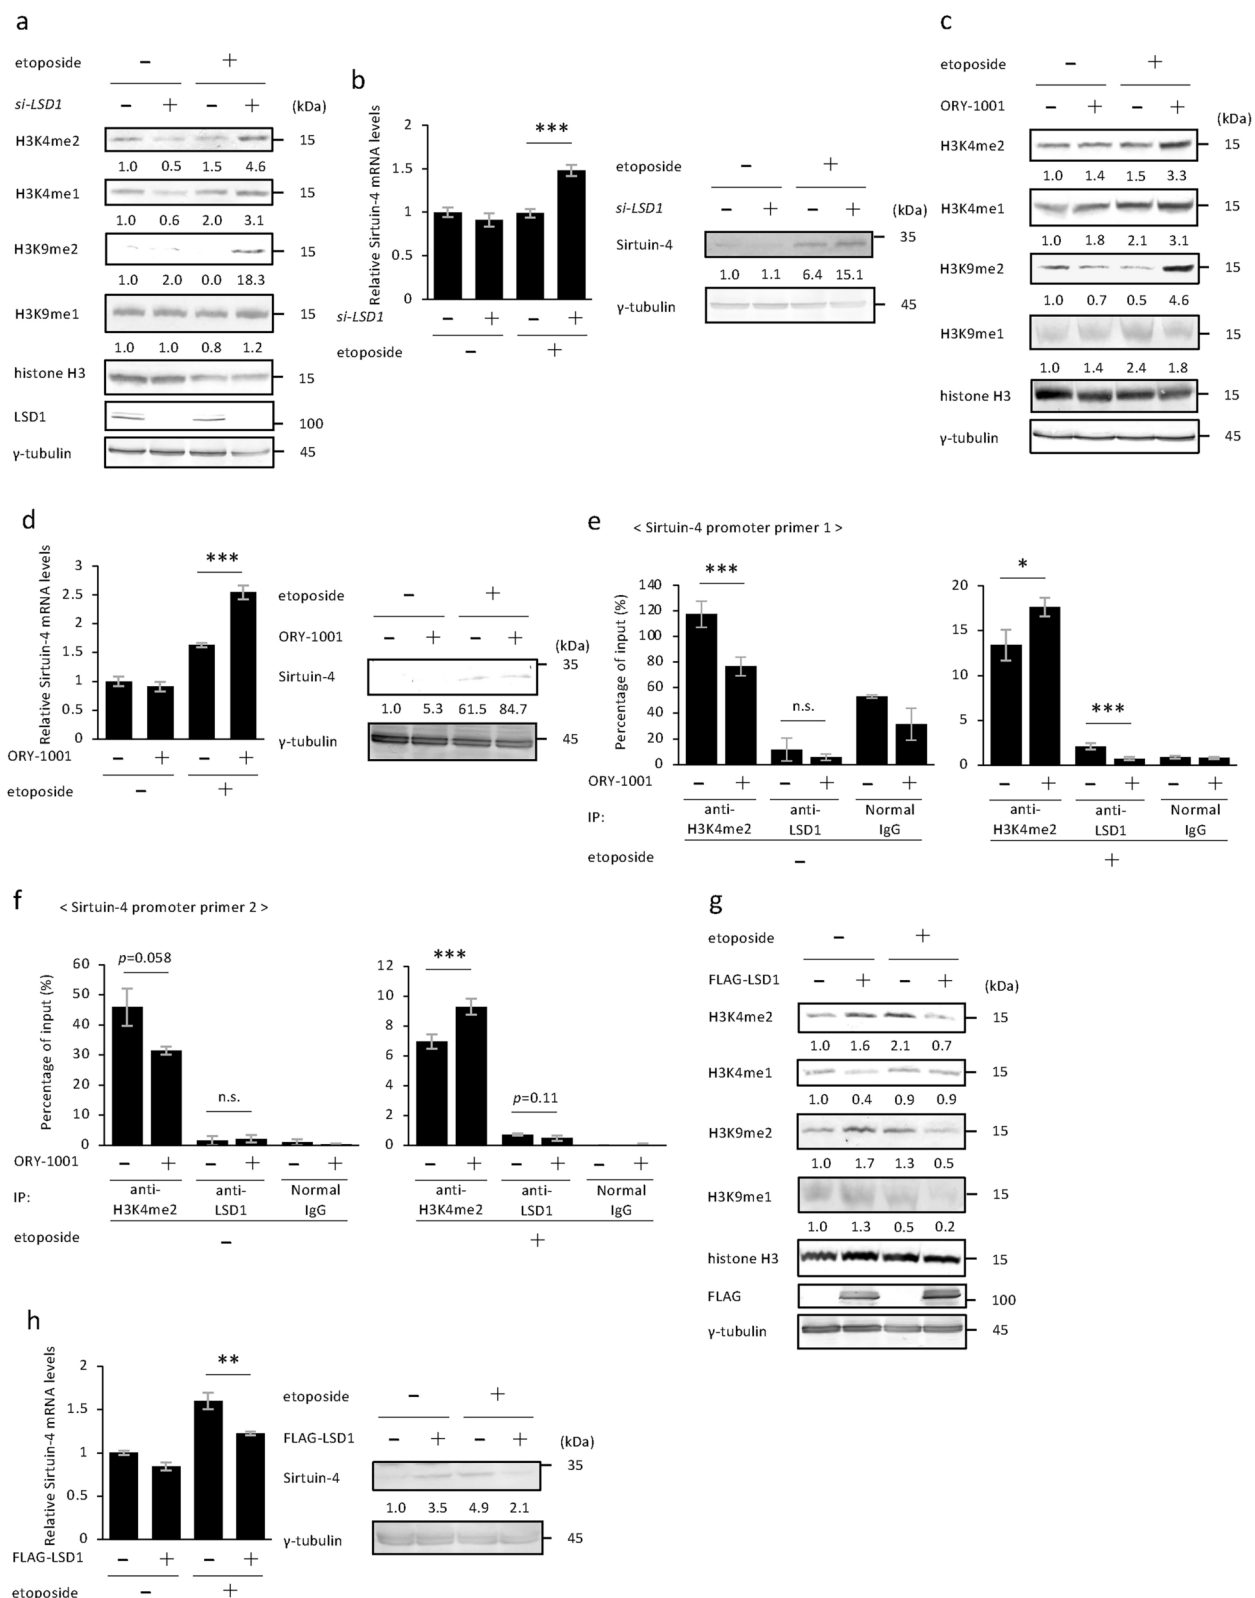 a
etoposide − +
si-LSD1 − + − + (kDa)
H3K4me2 15
1.0 0.5 1.5 4.6
H3K4me1 15
1.0 0.6 2.0 3.1
H3K9me2 15
1.0 2.0 0.0 18.3
H3K9me1 15
1.0 1.0 0.8 1.2
histone H3 15
LSD1 100
γ-tubulin 45
b
Relative Sirtuin-4 mRNA levels
2
1.5
1
0.5
0
***
si-LSD1 − + − +
etoposide − +
etoposide − +
si-LSD1 − + − + (kDa)
Sirtuin-4 35
1.0 1.1 6.4 15.1
γ-tubulin 45
c
etoposide − +
ORY-1001 − + − +
(kDa)
H3K4me2 15
1.0 1.4 1.5 3.3
H3K4me1 15
1.0 1.8 2.1 3.1
H3K9me2 15
1.0 0.7 0.5 4.6
H3K9me1 15
1.0 1.4 2.4 1.8
histone H3 15
γ-tubulin 45
d
Relative Sirtuin-4 mRNA levels
3
2.5
2
1.5
1
0.5
0
***
ORY-1001 − + − +
etoposide − +
etoposide − +
ORY-1001 − + − +
(kDa)
Sirtuin-4 35
1.0 5.3 61.5 84.7
γ-tubulin 45
e
< Sirtuin-4 promoter primer 1 >
Percentage of input (%)
140
120
100
80
60
40
20
0
***
n.s.
20
15
10
5
0
*
***
ORY-1001 − + − + − + − + − + − +
IP:
anti-H3K4me2 anti-LSD1 Normal IgG anti-H3K4me2 anti-LSD1 Normal IgG
etoposide − +
f
< Sirtuin-4 promoter primer 2 >
Percentage of input (%)
60
50
40
30
20
10
0
p=0.058
n.s.
12
10
8
6
4
2
0
***
p=0.11
ORY-1001 − + − + − + − + − + − +
IP:
anti-H3K4me2 anti-LSD1 Normal IgG anti-H3K4me2 anti-LSD1 Normal IgG
etoposide − +
g
etoposide − +
FLAG-LSD1 − + − + (kDa)
H3K4me2 15
1.0 1.6 2.1 0.7
H3K4me1 15
1.0 0.4 0.9 0.9
H3K9me2 15
1.0 1.7 1.3 0.5
H3K9me1 15
1.0 1.3 0.5 0.2
histone H3 15
FLAG 100
γ-tubulin 45
h
Relative Sirtuin-4 mRNA levels
2
1.5
1
0.5
0
**
FLAG-LSD1 − + − +
etoposide − +
etoposide − +
FLAG-LSD1 − + − + (kDa)
Sirtuin-4 35
1.0 3.5 4.9 2.1
γ-tubulin 45